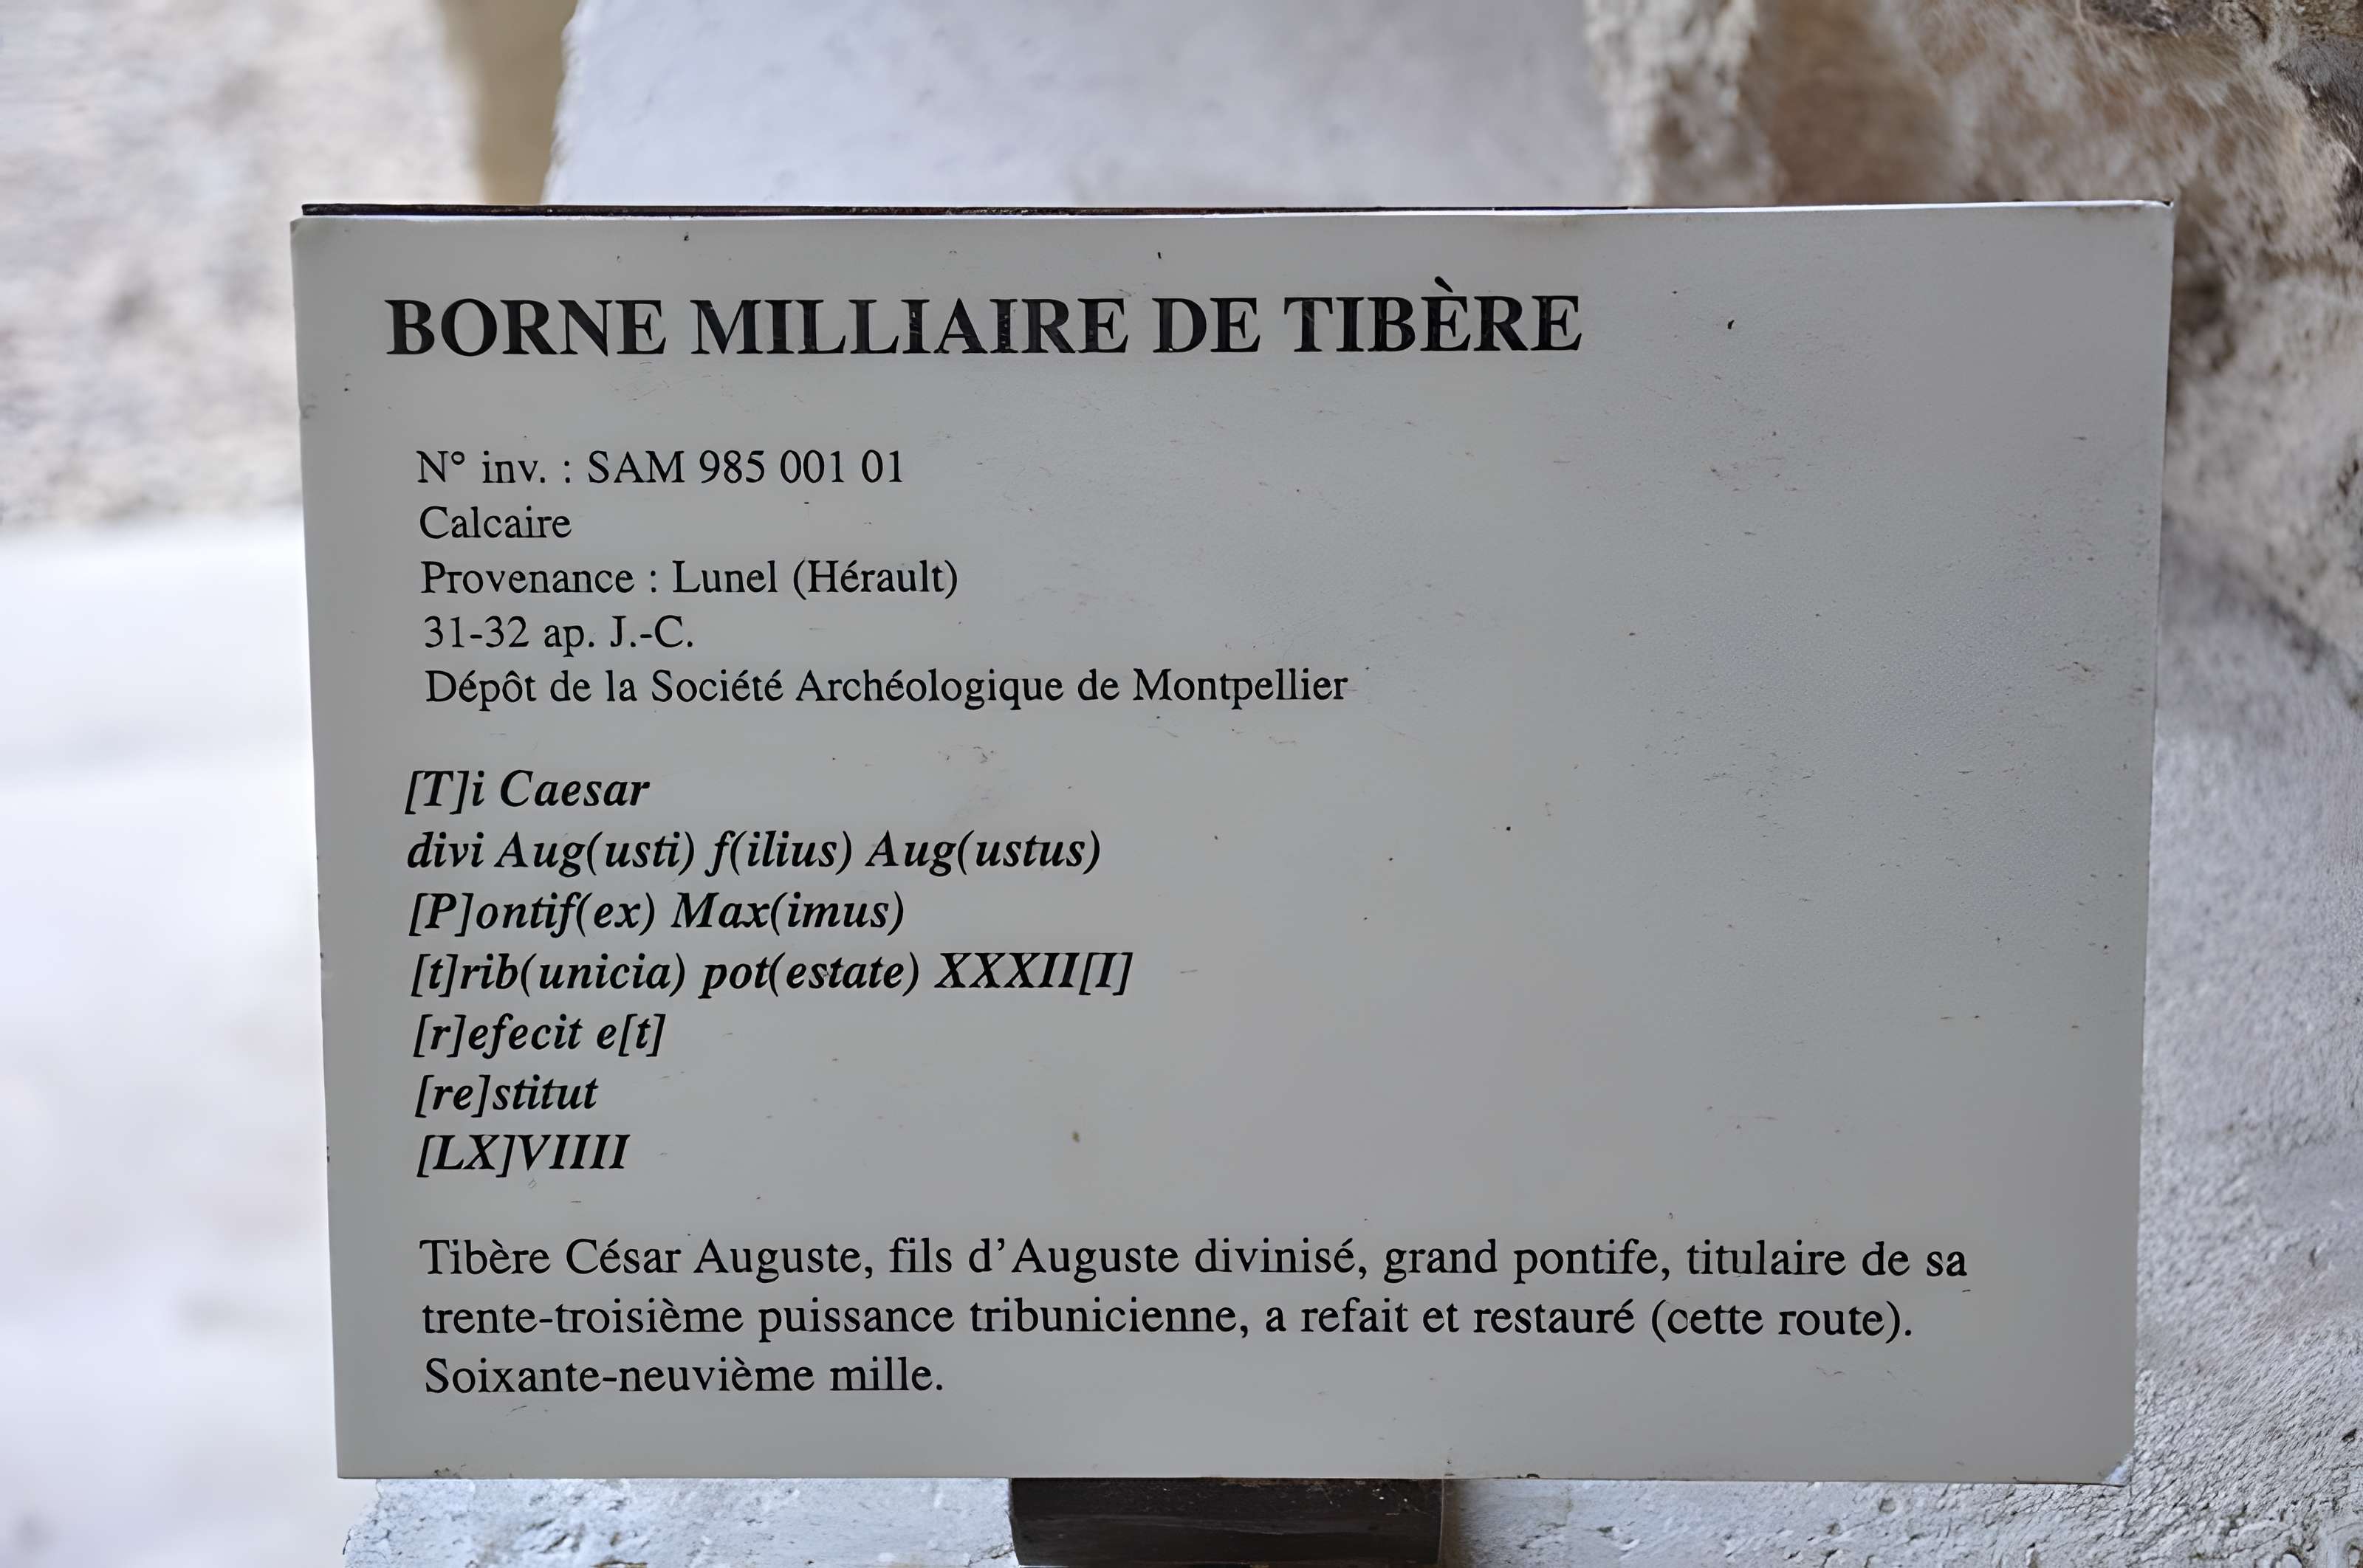 BORNE MILLIAIRE DE TIBÈRE
N° inv. : SAM 985 001 01
Calcaire
Provenance : Lunel (Hérault)
31-32 ap. J.-C.
Dépôt de la Société Archéologique de Montpellier
[T]i Caesar
divi Aug(usti) f(ilius) Aug(ustus)
[P]ontif(ex) Max(imus)
[t]rib(unicia) pot(estate) XXXII[I]
[r]efecit e[t]
[re]stitut
[LX]VIIII
Tibère César Auguste, fils d'Auguste divinisé, grand pontife, titulaire de sa
trente-troisième puissance tribunicienne, a refait et restauré (cette route).
Soixante-neuvième mille.